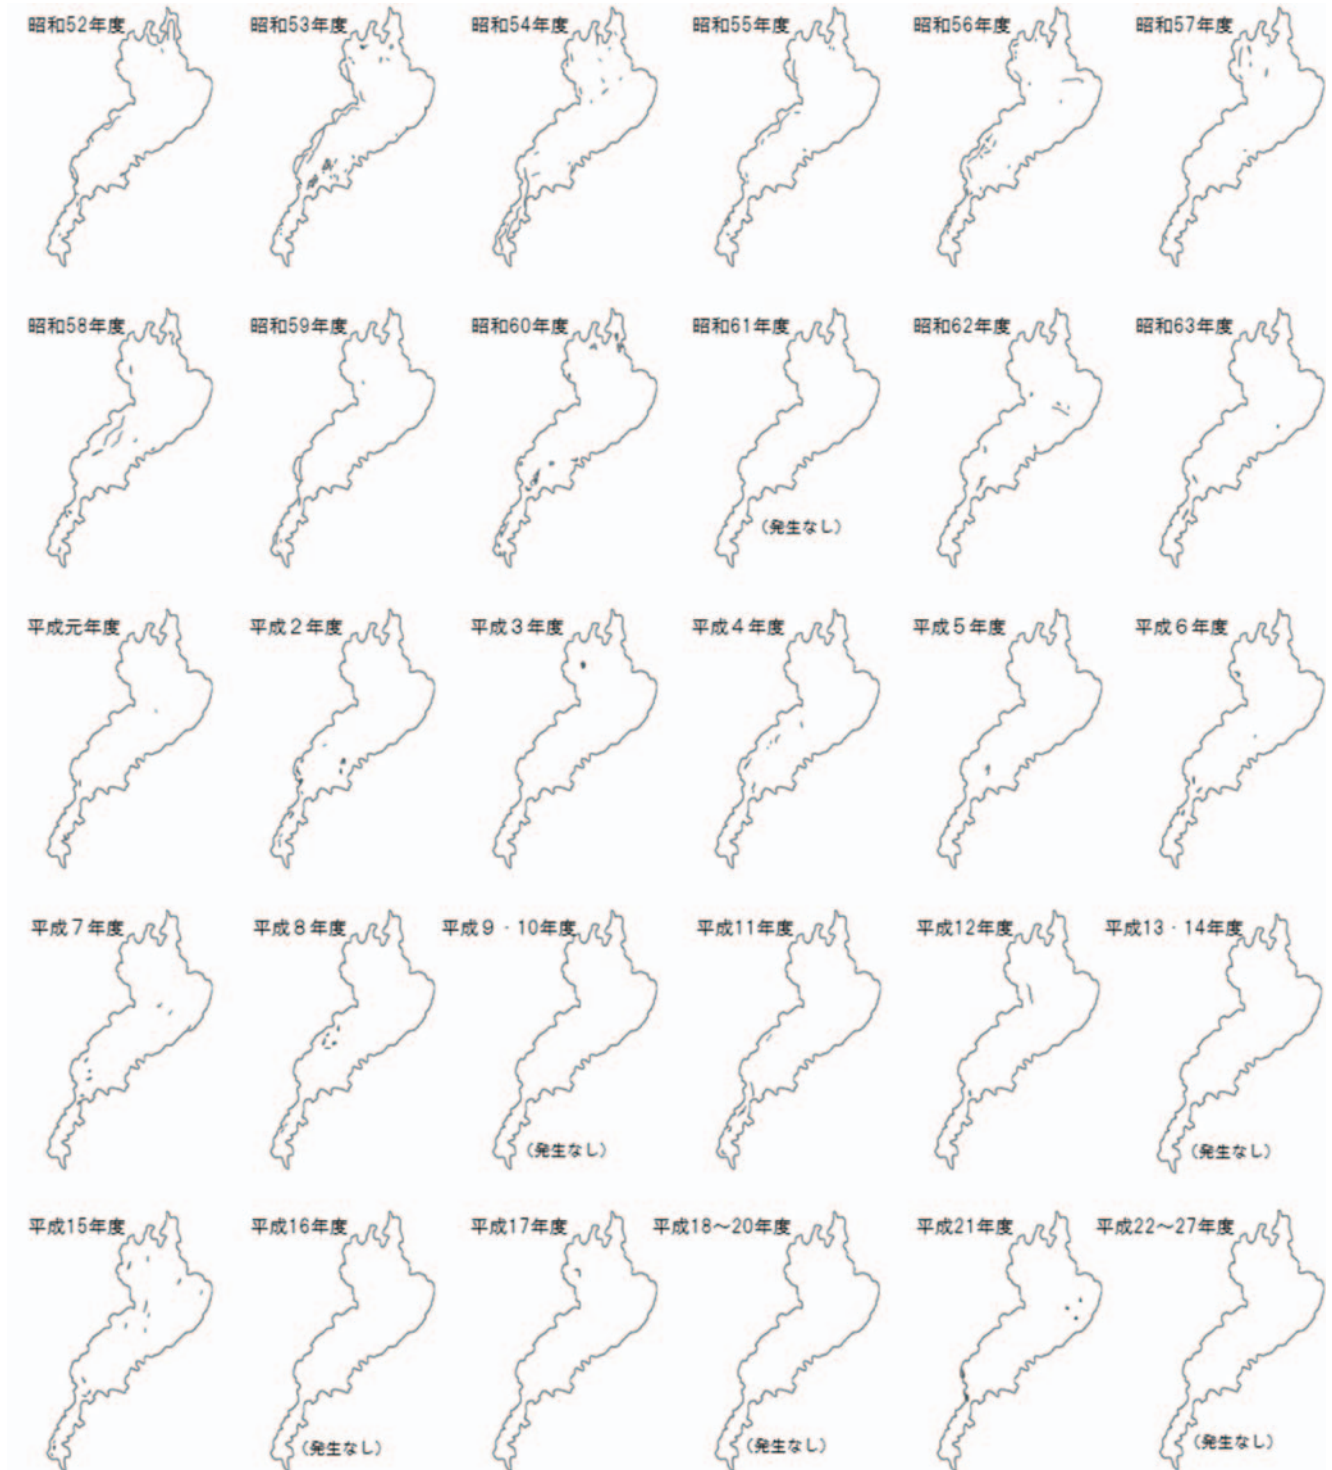 昭和52年度
昭和53年度
昭和54年度
昭和55年度
昭和56年度
昭和57年度
昭和58年度
昭和59年度
昭和60年度
昭和61年度
(発生なし)
昭和62年度
昭和63年度
平成元年度
平成2年度
平成3年度
平成4年度
平成5年度
平成6年度
平成7年度
平成8年度
平成9・10年度
(発生なし)
平成11年度
平成12年度
平成13・14年度
(発生なし)
平成15年度
平成16年度
(発生なし)
平成17年度
平成18～20年度
(発生なし)
平成21年度
平成22～27年度
(発生なし)